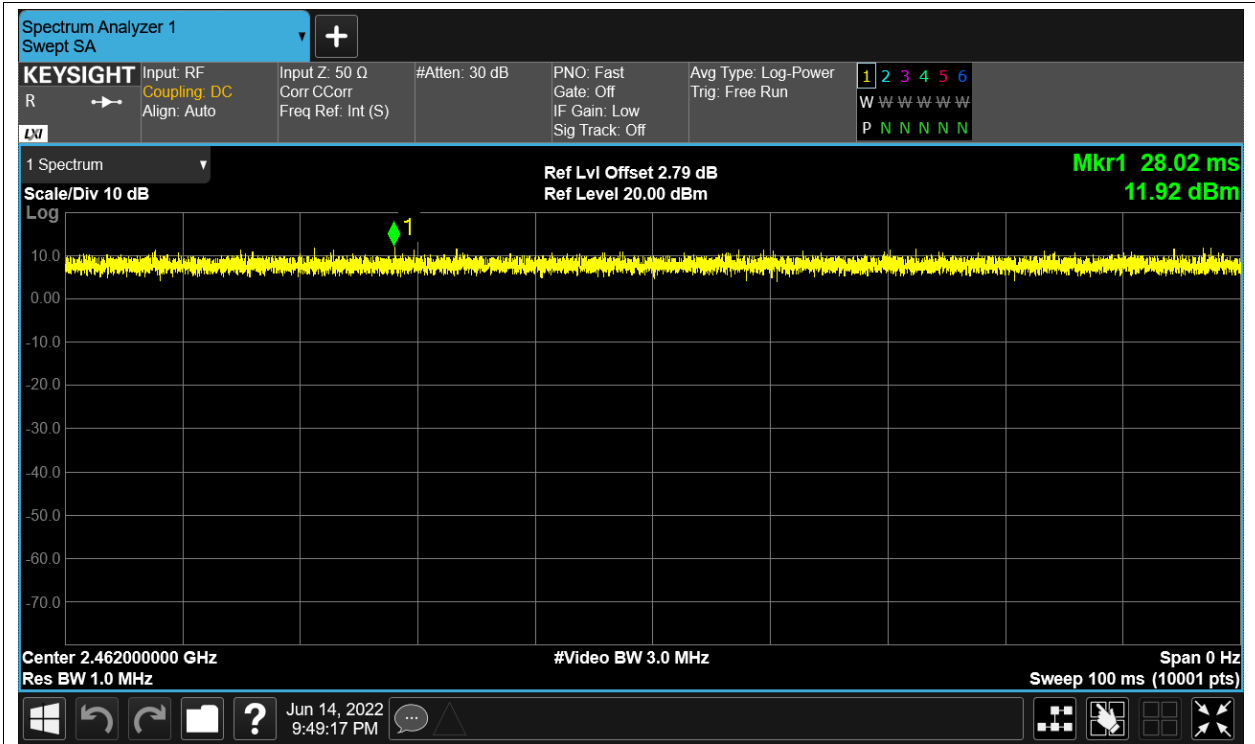 Spectrum Analyzer 1
Swept SA
+
KEYSIGHT
R
LXI
Input: RF
Coupling: DC
Align: Auto
Input Z: 50 Ω
Corr CCorr
Freq Ref: Int (S)
#Atten: 30 dB
PNO: Fast
Gate: Off
IF Gain: Low
Sig Track: Off
Avg Type: Log-Power
Trig: Free Run
1 2 3 4 5 6
W W W W W W
P N N N N N
1 Spectrum
Scale/Div 10 dB
Log
Ref Lvl Offset 2.79 dB
Ref Level 20.00 dBm
Mkr1 28.02 ms
11.92 dBm
1
10.0
0.00
-10.0
-20.0
-30.0
-40.0
-50.0
-60.0
-70.0
Center 2.462000000 GHz
Res BW 1.0 MHz
#Video BW 3.0 MHz
Span 0 Hz
Sweep 100 ms (10001 pts)
?
Jun 14, 2022
9:49:17 PM